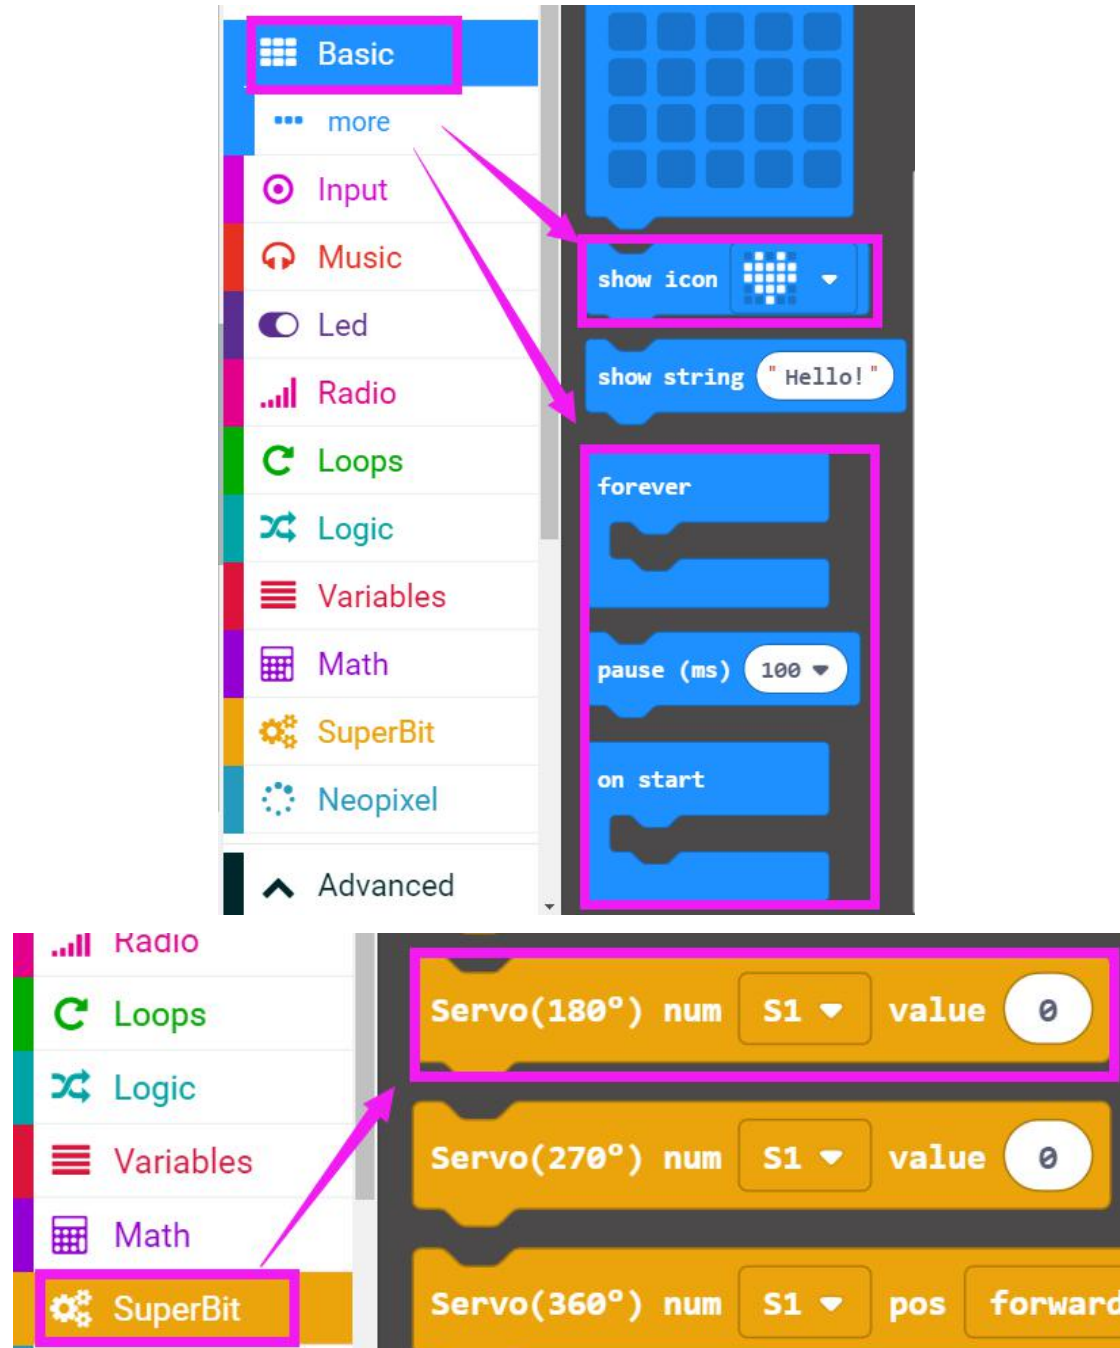 Basic
more
Input
Music
Led
Radio
Loops
Logic
Variables
Math
SuperBit
Neopixel
Advanced
show icon
show string "Hello!"
forever
pause (ms) 100
on start
Radio
Loops
Logic
Variables
Math
SuperBit
Servo(180°) num S1 value 0
Servo(270°) num S1 value 0
Servo(360°) num S1 pos forward